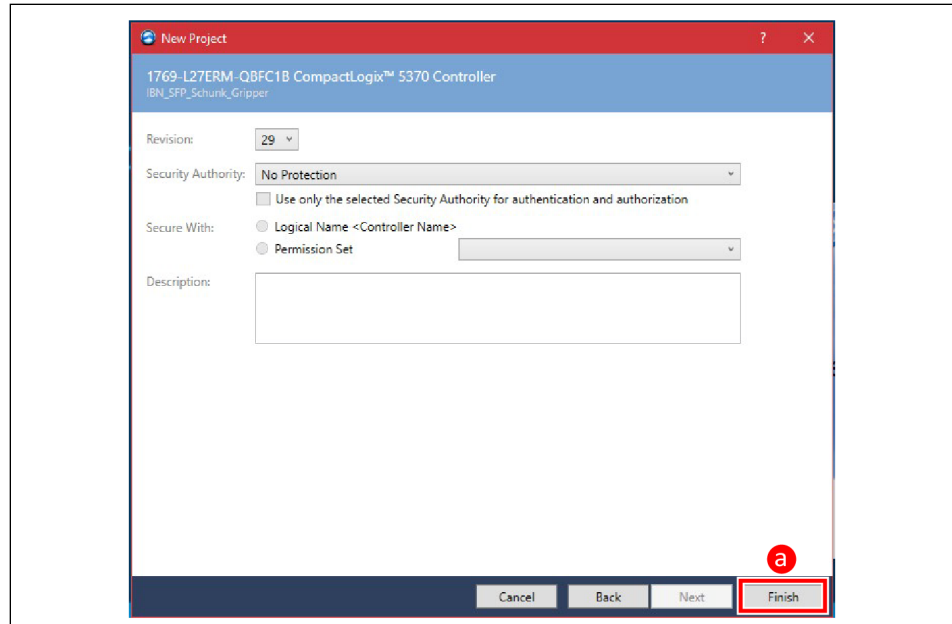 New Project ? ×
1769-L27ERM-QBFC1B CompactLogix™ 5370 Controller
IBN_SFP_Schunk_Gripper
Revision: 29
Security Authority: No Protection
Use only the selected Security Authority for authentication and authorization
Secure With: Logical Name <Controller Name>
Permission Set
Description:
a
Cancel Back Next Finish